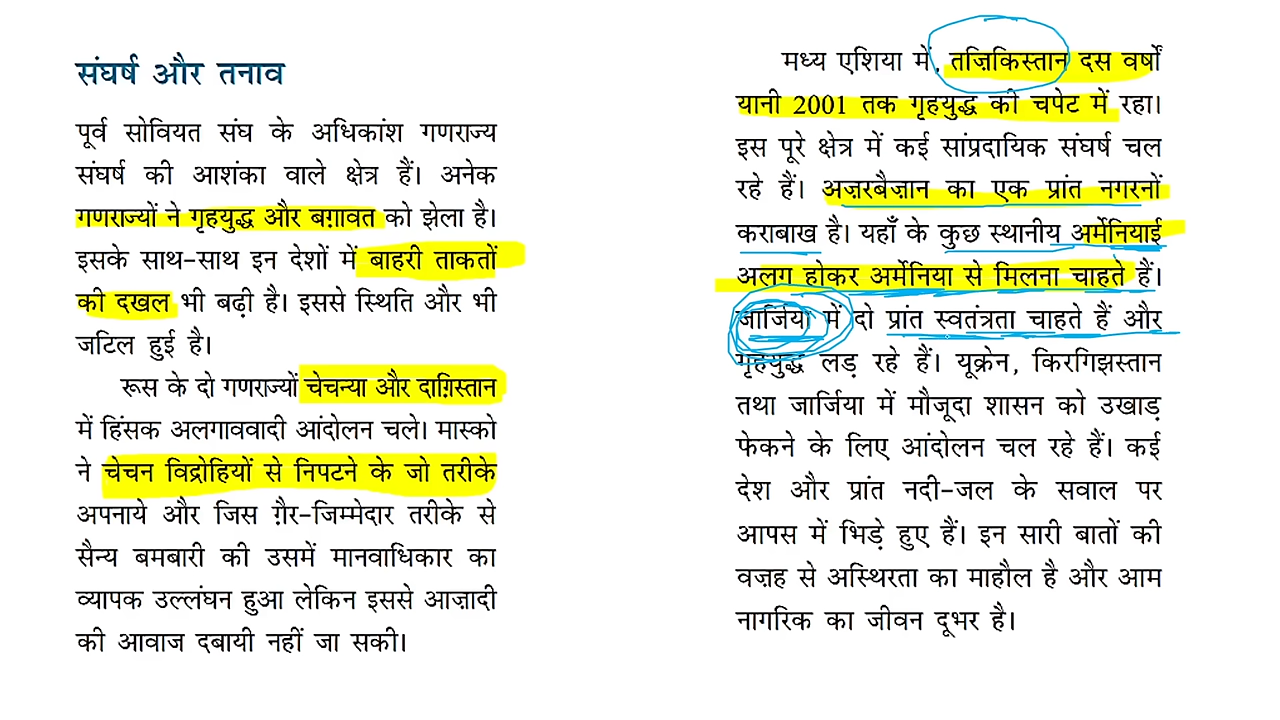 संघर्ष और तनाव
पूर्व सोवियत संघ के अधिकांश गणराज्य
संघर्ष की आशंका वाले क्षेत्र हैं। अनेक
गणराज्यों ने गृहयुद्ध और बग़ावत को झेला है।
इसके साथ-साथ इन देशों में बाहरी ताकतों
की दखल भी बढ़ी है। इससे स्थिति और भी
जटिल हुई है।
रूस के दो गणराज्यों चेचन्या और दाग़िस्तान
में हिंसक अलगाववादी आंदोलन चले। मास्को
ने चेचन विद्रोहियों से निपटने के जो तरीके
अपनाये और जिस ग़ैर-जिम्मेदार तरीके से
सैन्य बमबारी की उसमें मानवाधिकार का
व्यापक उल्लंघन हुआ लेकिन इससे आज़ादी
की आवाज दबायी नहीं जा सकी।
मध्य एशिया में, तज़िकिस्तान दस वर्षों
यानी 2001 तक गृहयुद्ध की चपेट में रहा।
इस पूरे क्षेत्र में कई सांप्रदायिक संघर्ष चल
रहे हैं। अज़रबैज़ान का एक प्रांत नगरनों
कराबाख है। यहाँ के कुछ स्थानीय अर्मेनियाई
अलग होकर अर्मेनिया से मिलना चाहते हैं।
जार्जिया में दो प्रांत स्वतंत्रता चाहते हैं और
गृहयुद्ध लड़ रहे हैं। यूक्रेन, किरगिझस्तान
तथा जार्जिया में मौजूदा शासन को उखाड़
फेकने के लिए आंदोलन चल रहे हैं। कई
देश और प्रांत नदी-जल के सवाल पर
आपस में भिड़े हुए हैं। इन सारी बातों की
वज़ह से अस्थिरता का माहौल है और आम
नागरिक का जीवन दूभर है।